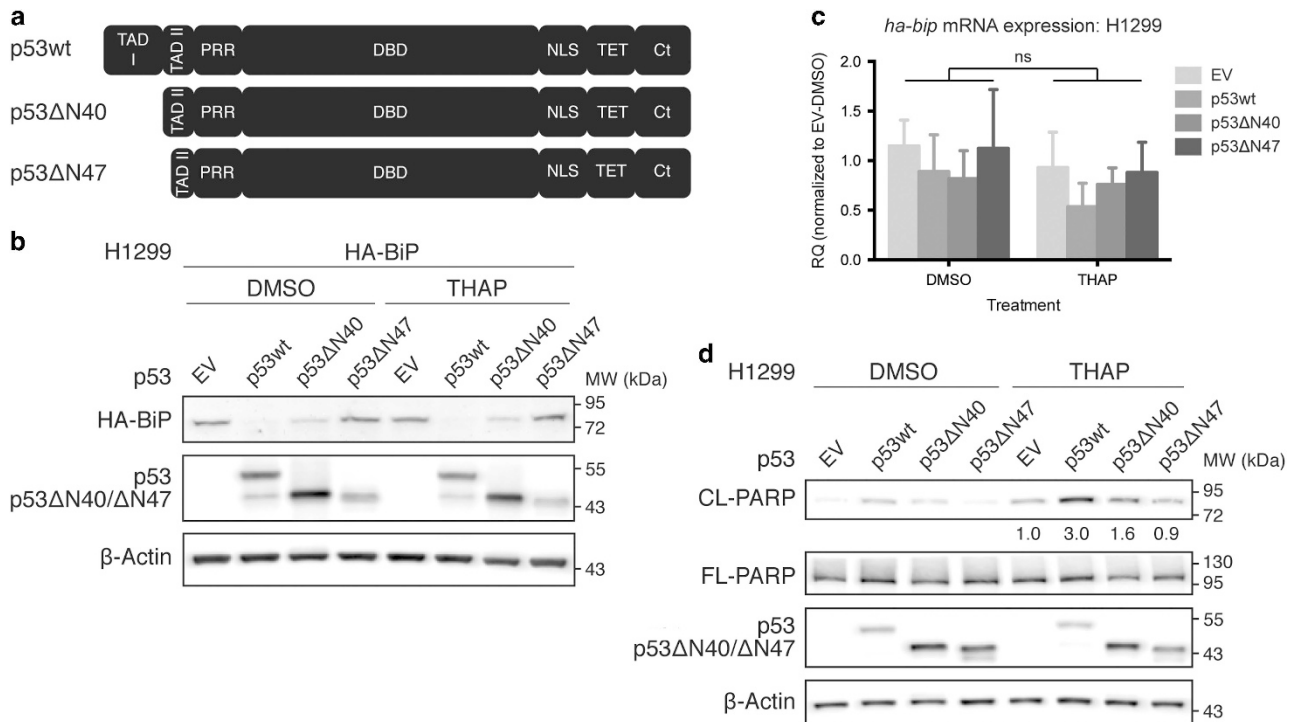 a
p53wt
TAD I
TAD II
PRR
DBD
NLS
TET
Ct
p53ΔN40
TAD II
PRR
DBD
NLS
TET
Ct
p53ΔN47
TAD II
PRR
DBD
NLS
TET
Ct
b
H1299
HA-BiP
DMSO
THAP
p53
EV
p53wt
p53ΔN40
p53ΔN47
EV
p53wt
p53ΔN40
p53ΔN47
MW (kDa)
HA-BiP
95
72
p53
p53ΔN40/ΔN47
55
43
β-Actin
43
c
ha-bip mRNA expression: H1299
RQ (normalized to EV-DMSO)
2.0
1.5
1.0
0.5
0.0
ns
DMSO
THAP
Treatment
EV
p53wt
p53ΔN40
p53ΔN47
d
H1299
DMSO
THAP
p53
EV
p53wt
p53ΔN40
p53ΔN47
EV
p53wt
p53ΔN40
p53ΔN47
MW (kDa)
CL-PARP
95
72
1.0 3.0 1.6 0.9
FL-PARP
130
95
p53
p53ΔN40/ΔN47
55
43
β-Actin
43